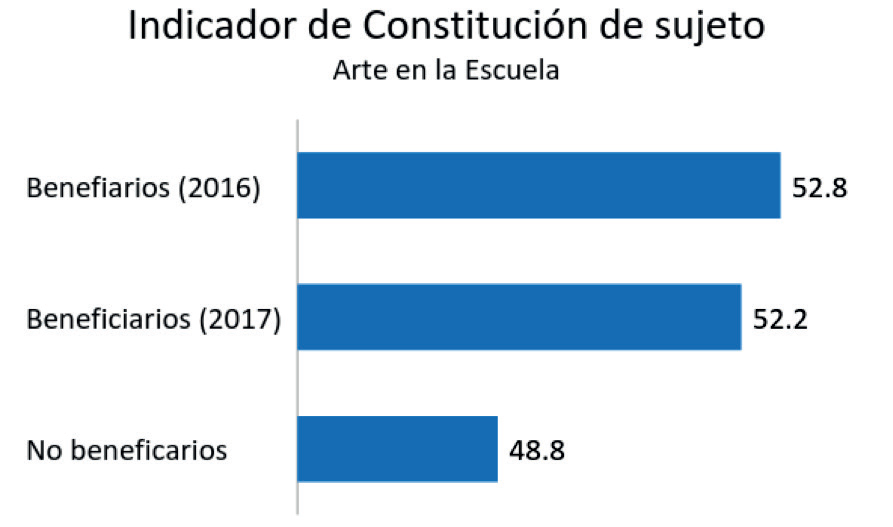 Indicador de Constitución de sujeto
Arte en la Escuela
Benefiarios (2016)
52.8
Beneficiarios (2017)
52.2
No beneficarios
48.8